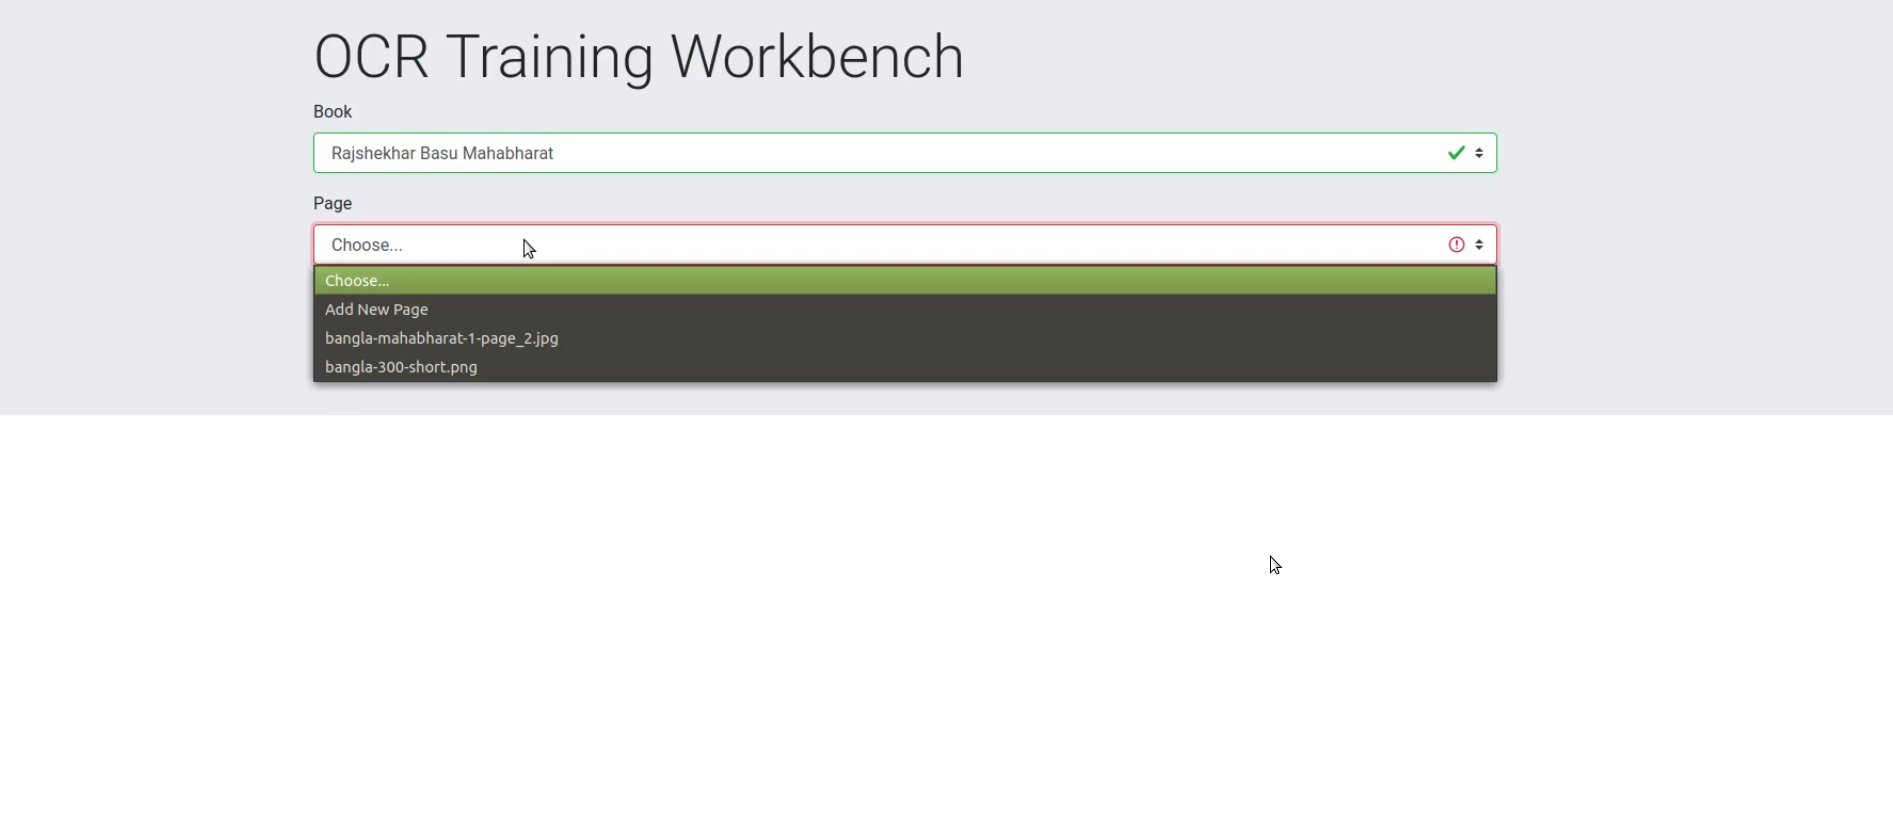 OCR Training Workbench
Book
Rajshekhar Basu Mahabharat
Page
Choose...
Choose...
Add New Page
bangla-mahabharat-1-page_2.jpg
bangla-300-short.png